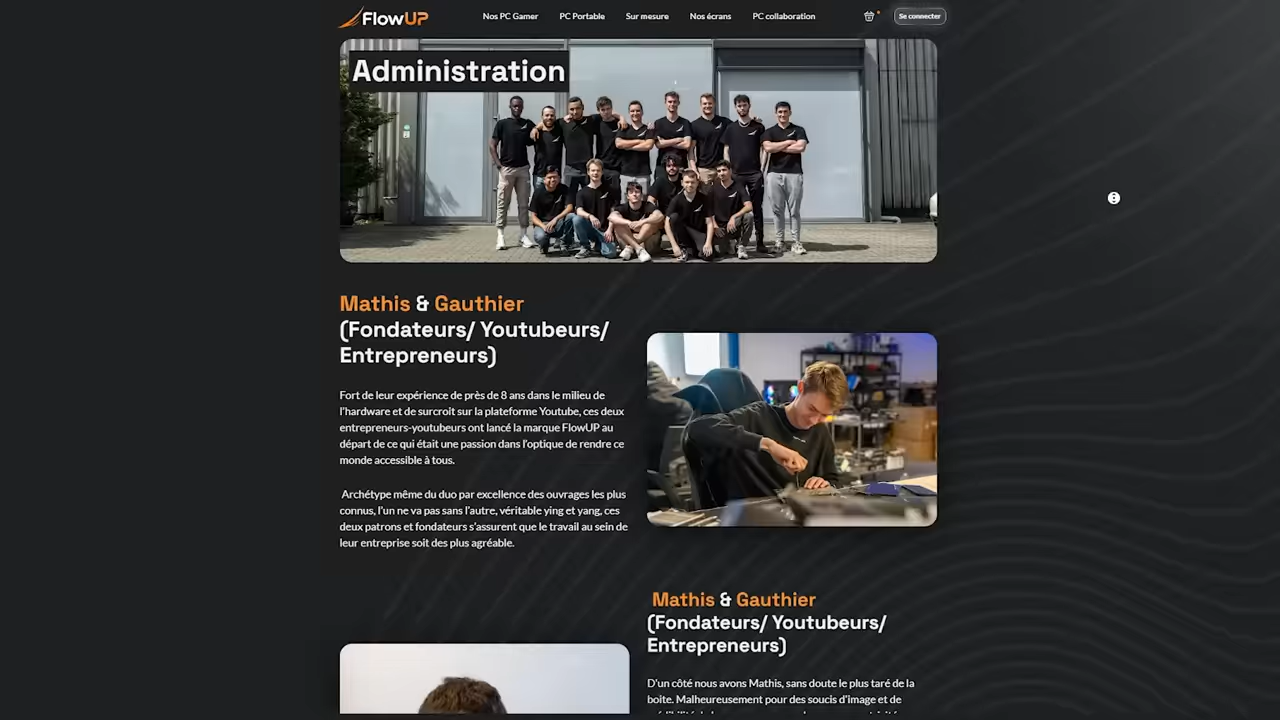 FlowUP
Nos PC Gamer
PC Portable
Sur mesure
Nos écrans
PC collaboration
Se connecter
Administration
Mathis & Gauthier
(Fondateurs/ Youtubeurs/
Entrepreneurs)
Fort de leur expérience de près de 8 ans dans le milieu de
l'hardware et de surcroit sur la plateforme Youtube, ces deux
entrepreneurs-youtubeurs ont lancé la marque FlowUP au
départ de ce qui était une passion dans l'optique de rendre ce
monde accessible à tous.
Archétype même du duo par excellence des ouvrages les plus
connus, l'un ne va pas sans l'autre, véritable ying et yang, ces
deux patrons et fondateurs s'assurent que le travail au sein de
leur entreprise soit des plus agréable.
Mathis & Gauthier
(Fondateurs/ Youtubeurs/
Entrepreneurs)
D'un côté nous avons Mathis, sans doute le plus taré de la
boite. Malheureusement pour des soucis d'image et de